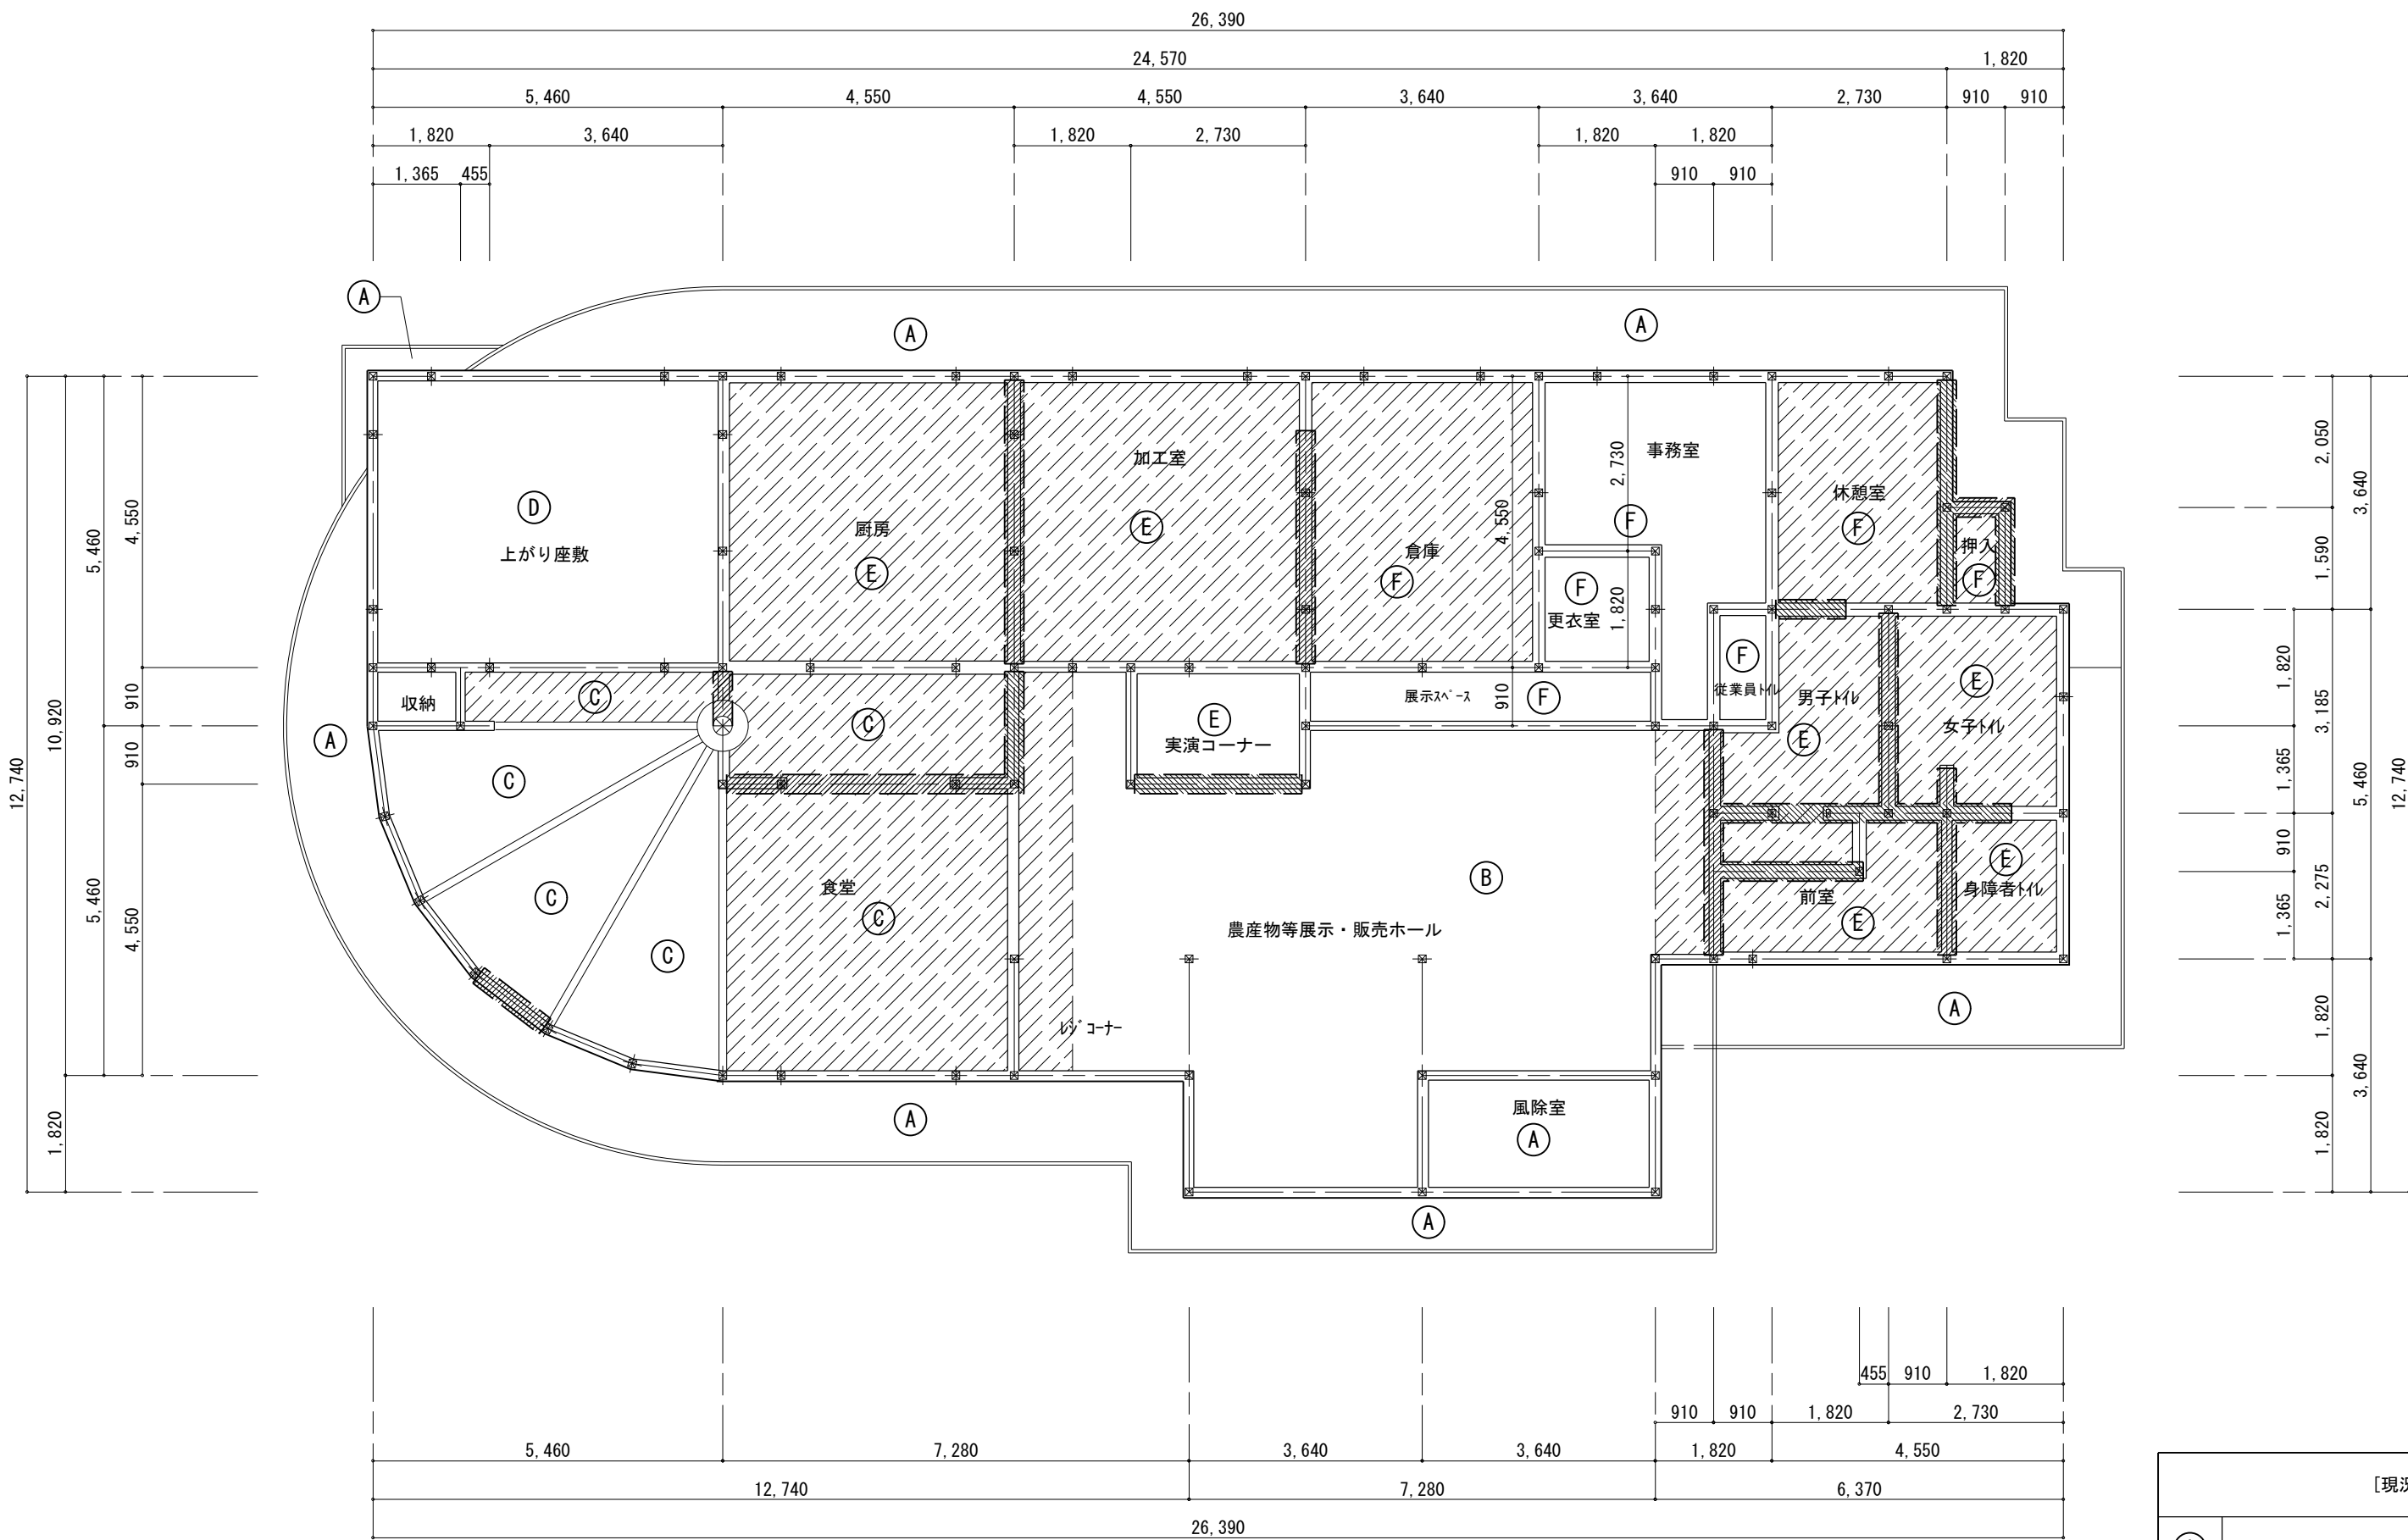 26,390
24,570 1,820
5,460 4,550 4,550 3,640 3,640 2,730 910 910
1,820 3,640 1,820 2,730 1,820 1,820
1,365 455 910 910
A
A
A
2,730
事務室
加工室
休憩室
D
F
E
F
厨房
4,550
上がり座敷
倉庫
押入
E
F
F
F
更衣室
1,820
F
E
収納
C
展示スペース
F
従業員トイレ
男子トイレ
910
A
C
E
実演コーナー
E
女子トイレ
C
E
身障者トイレ
食堂
B
C
C
前室
E
農産物等展示・販売ホール
C
A
レジコーナー
風除室
A
A
A
12,740
10,920
1,820
5,460
5,460
4,550
910
910
4,550
2,050
1,590
1,820
1,365
910
1,365
3,185
2,275
1,820
1,820
3,640
5,460
3,640
12,740
455 910 1,820
910 910 1,820 2,730
5,460 7,280 3,640 3,640 1,820 4,550
12,740 7,280 6,370
26,390
[現況